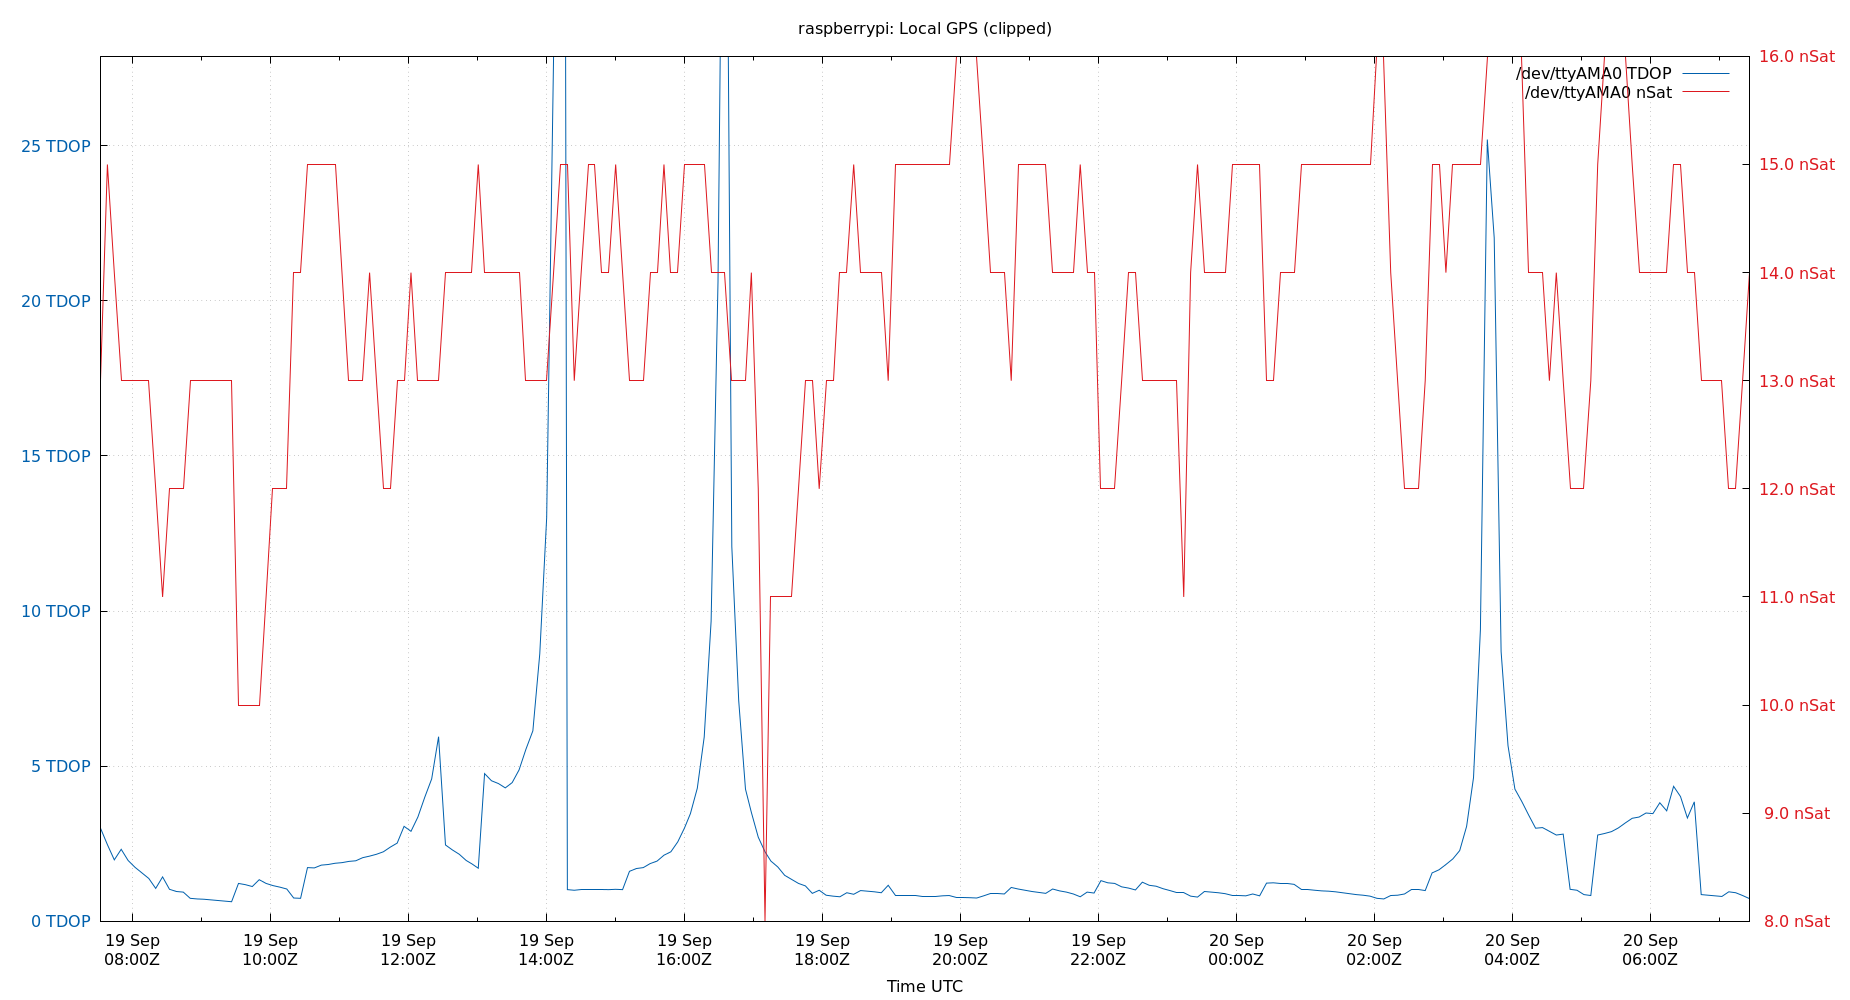 raspberrypi: Local GPS (clipped)
/dev/ttyAMA0 TDOP
/dev/ttyAMA0 nSat
25 TDOP
20 TDOP
15 TDOP
10 TDOP
5 TDOP
0 TDOP
16.0 nSat
15.0 nSat
14.0 nSat
13.0 nSat
12.0 nSat
11.0 nSat
10.0 nSat
9.0 nSat
8.0 nSat
19 Sep 19 Sep 19 Sep 19 Sep 19 Sep 19 Sep 19 Sep 19 Sep 20 Sep 20 Sep 20 Sep 20 Sep
08:00Z 10:00Z 12:00Z 14:00Z 16:00Z 18:00Z 20:00Z 22:00Z 00:00Z 02:00Z 04:00Z 06:00Z
Time UTC